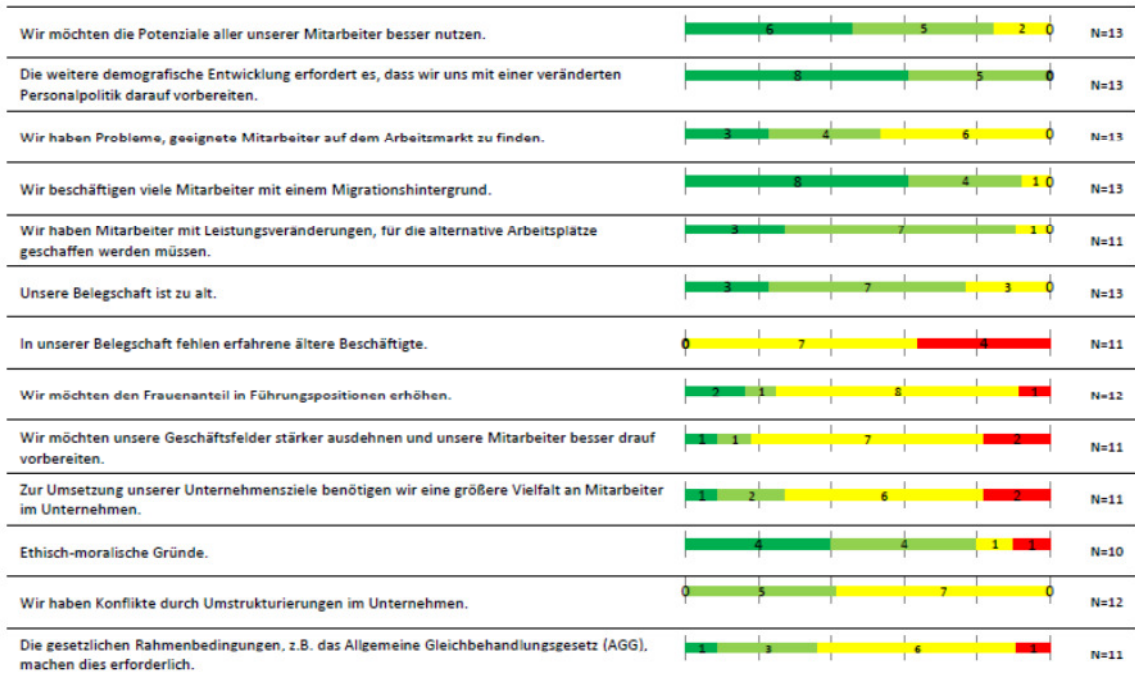 Wir möchten die Potenziale aller unserer Mitarbeiter besser nutzen. 6 5 2 0 N=13
Die weitere demografische Entwicklung erfordert es, dass wir uns mit einer veränderten
Personalpolitik darauf vorbereiten. 8 5 0 N=13
Wir haben Probleme, geeignete Mitarbeiter auf dem Arbeitsmarkt zu finden. 3 4 6 0 N=13
Wir beschäftigen viele Mitarbeiter mit einem Migrationshintergrund. 8 4 1 0 N=13
Wir haben Mitarbeiter mit Leistungsveränderungen, für die alternative Arbeitsplätze
geschaffen werden müssen. 3 7 1 0 N=11
Unsere Belegschaft ist zu alt. 3 7 3 0 N=13
In unserer Belegschaft fehlen erfahrene ältere Beschäftigte. 0 7 4 N=11
Wir möchten den Frauenanteil in Führungspositionen erhöhen. 2 1 8 1 N=12
Wir möchten unsere Geschäftsfelder stärker ausdehnen und unsere Mitarbeiter besser drauf
vorbereiten. 1 1 7 2 N=11
Zur Umsetzung unserer Unternehmensziele benötigen wir eine größere Vielfalt an Mitarbeiter
im Unternehmen. 1 2 6 2 N=11
Ethisch-moralische Gründe. 4 4 1 1 N=10
Wir haben Konflikte durch Umstrukturierungen im Unternehmen. 0 5 7 0 N=12
Die gesetzlichen Rahmenbedingungen, z.B. das Allgemeine Gleichbehandlungsgesetz (AGG),
machen dies erforderlich. 1 3 6 1 N=11